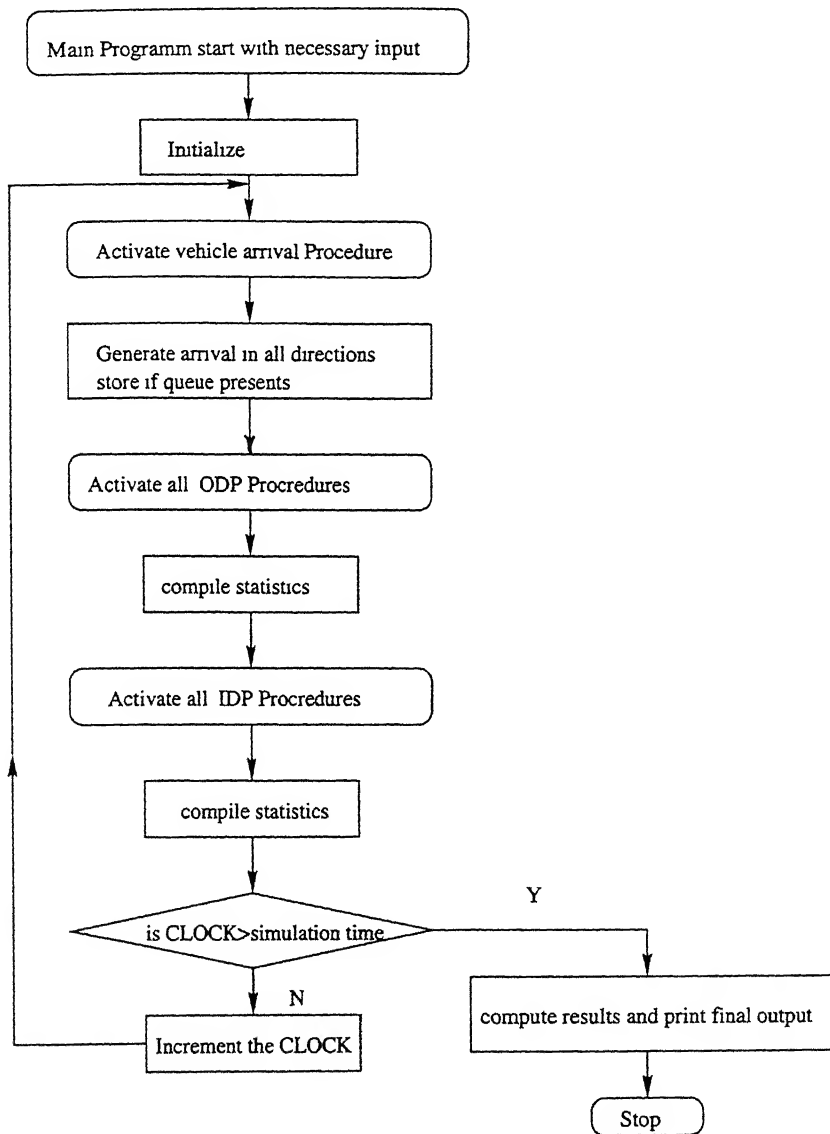 Main Programm start with necessary input
Initialize
Activate vehicle arrival Procedure
Generate arrival in all directions
store if queue presents
Activate all ODP Procredures
compile statistics
Activate all IDP Procredures
compile statistics
is CLOCK>simulation time
Y
N
Increment the CLOCK
compute results and print final output
Stop